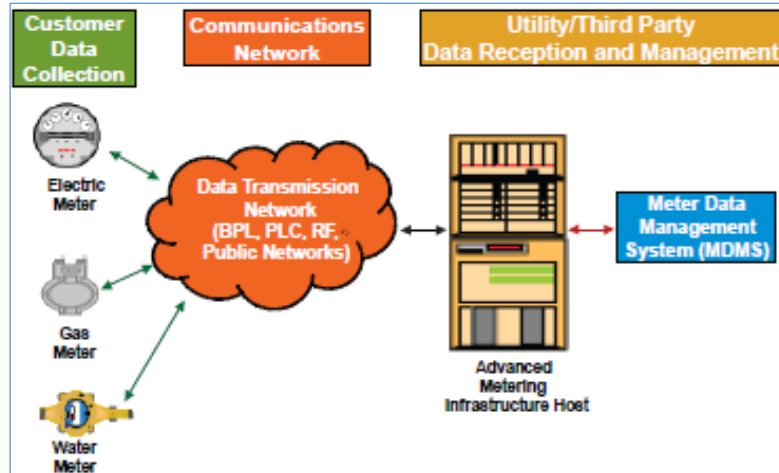 Customer
Data
Collection
Communications
Network
Utility/Third Party
Data Reception and Management
Electric
Meter
Gas
Meter
Water
Meter
Data Transmission
Network
(BPL, PLC, RF,
Public Networks)
Advanced
Metering
Infrastructure Host
Meter Data
Management
System (MDMS)